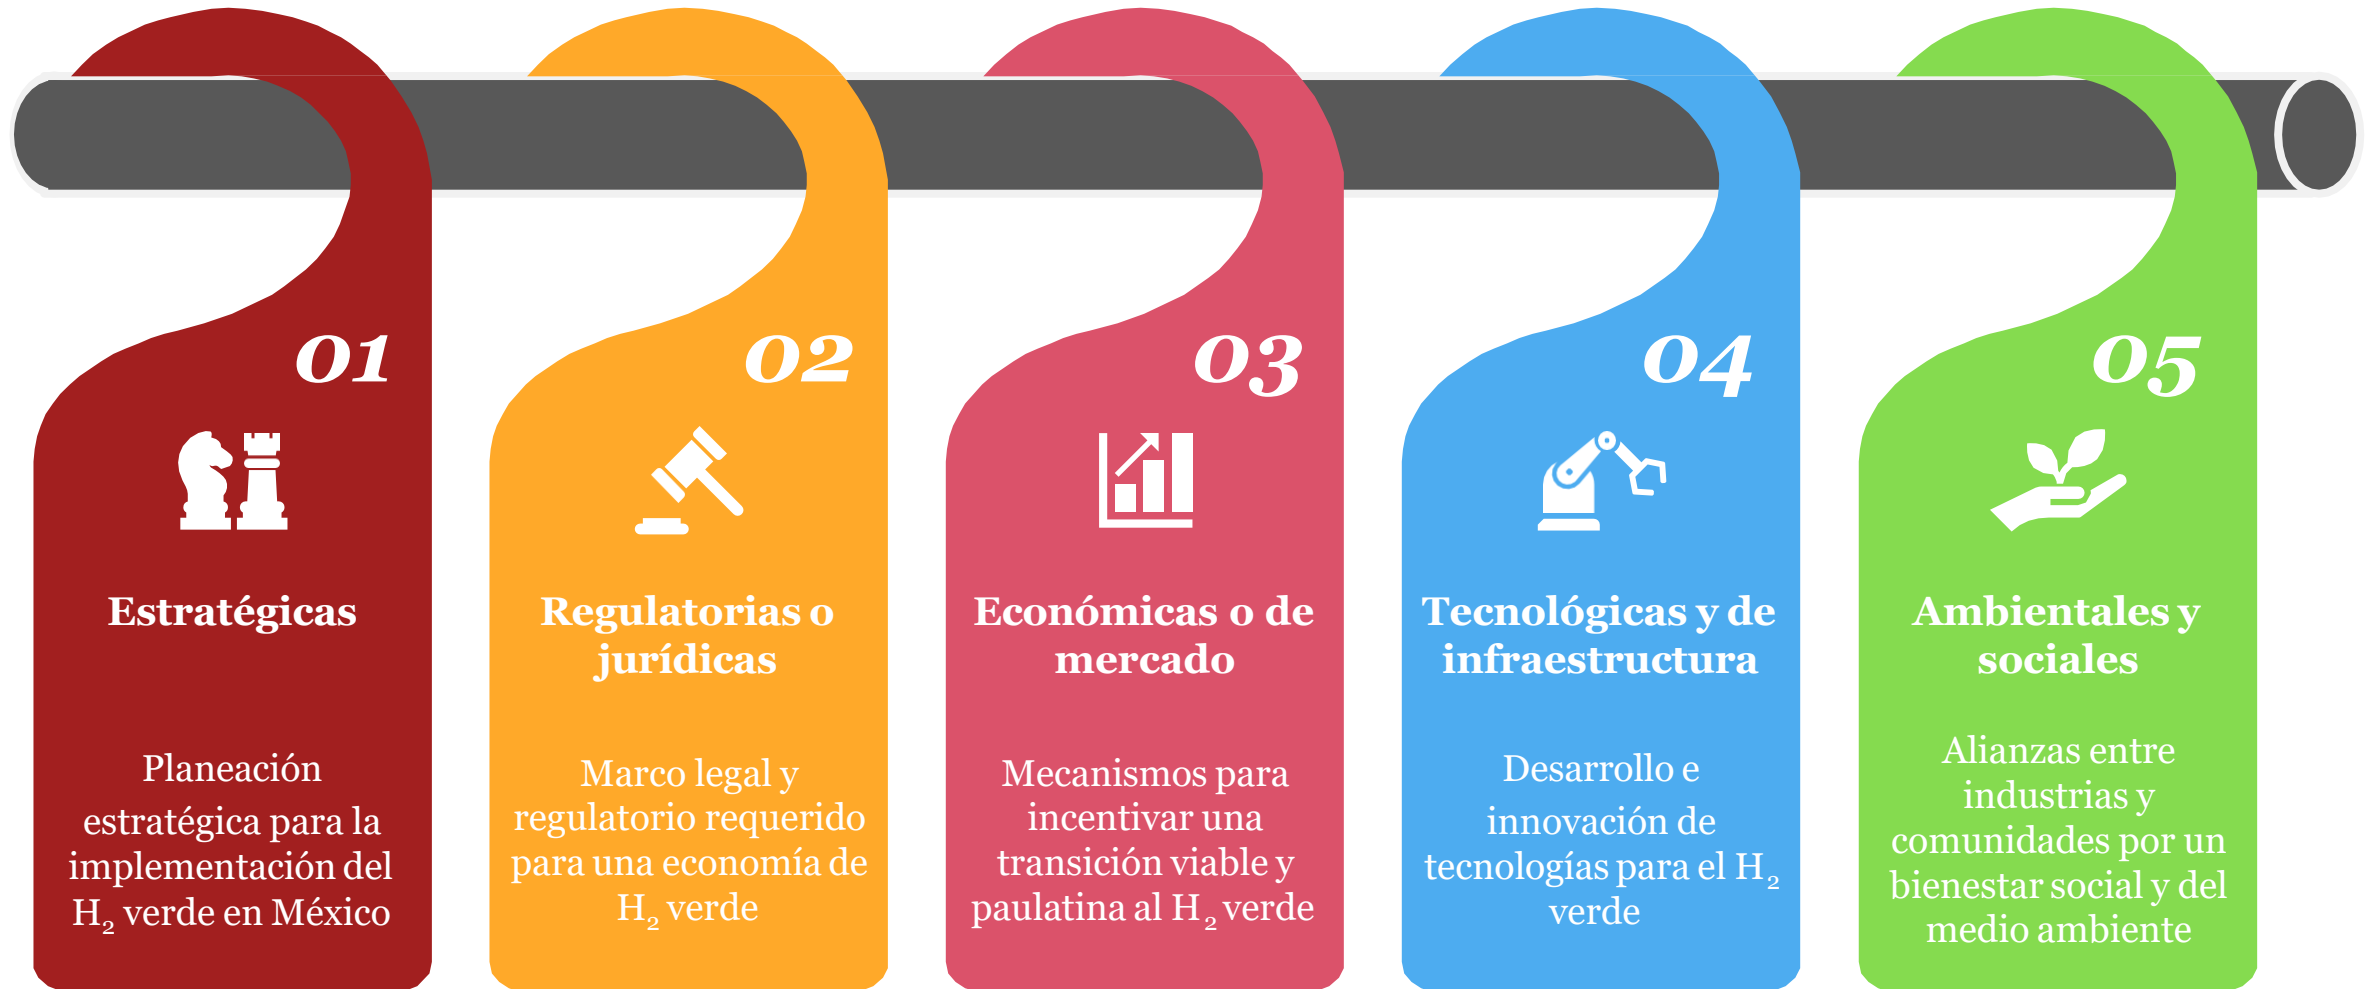 01
Estratégicas
Planeación
estratégica para la
implementación del
H₂ verde en México
02
Regulatorias o
jurídicas
Marco legal y
regulatorio requerido
para una economía de
H₂ verde
03
Económicas o de
mercado
Mecanismos para
incentivar una
transición viable y
paulatina al H₂ verde
04
Tecnológicas y de
infraestructura
Desarrollo e
innovación de
tecnologías para el H₂
verde
05
Ambientales y
sociales
Alianzas entre
industrias y
comunidades por un
bienestar social y del
medio ambiente